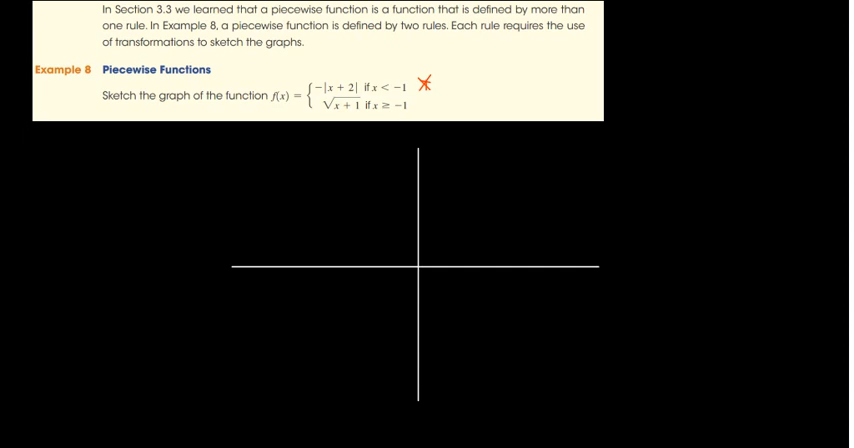 In Section 3.3 we learned that a piecewise function is a function that is defined by more than
one rule. In Example 8, a piecewise function is defined by two rules. Each rule requires the use
of transformations to sketch the graphs.
Example 8 Piecewise Functions
Sketch the graph of the function f(x) = { −|x + 2| if x < −1
√x + 1 if x ≥ −1